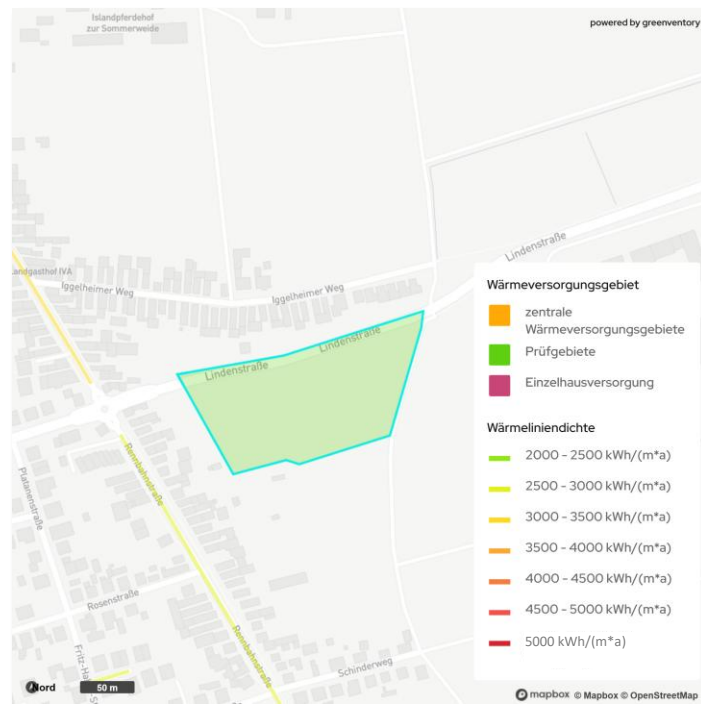 Islandpferdehof
zur Sommerweide
powered by greenventory
Lindenstraße
Landgasthof IVA
Iggelheimer Weg
Iggelheimer Weg
Lindenstraße
Lindenstraße
Rennbahnstraße
Platanenstraße
Rosenstraße
Rennbahnstraße
Schinderweg
Wärmeversorgungsgebiet
zentrale
Wärmeversorgungsgebiete
Prüfgebiete
Einzelhausversorgung
Wärmeliniendichte
2000 - 2500 kWh/(m*a)
2500 - 3000 kWh/(m*a)
3000 - 3500 kWh/(m*a)
3500 - 4000 kWh/(m*a)
4000 - 4500 kWh/(m*a)
4500 - 5000 kWh/(m*a)
5000 kWh/(m*a)
Nord
50 m
mapbox © Mapbox © OpenStreetMap